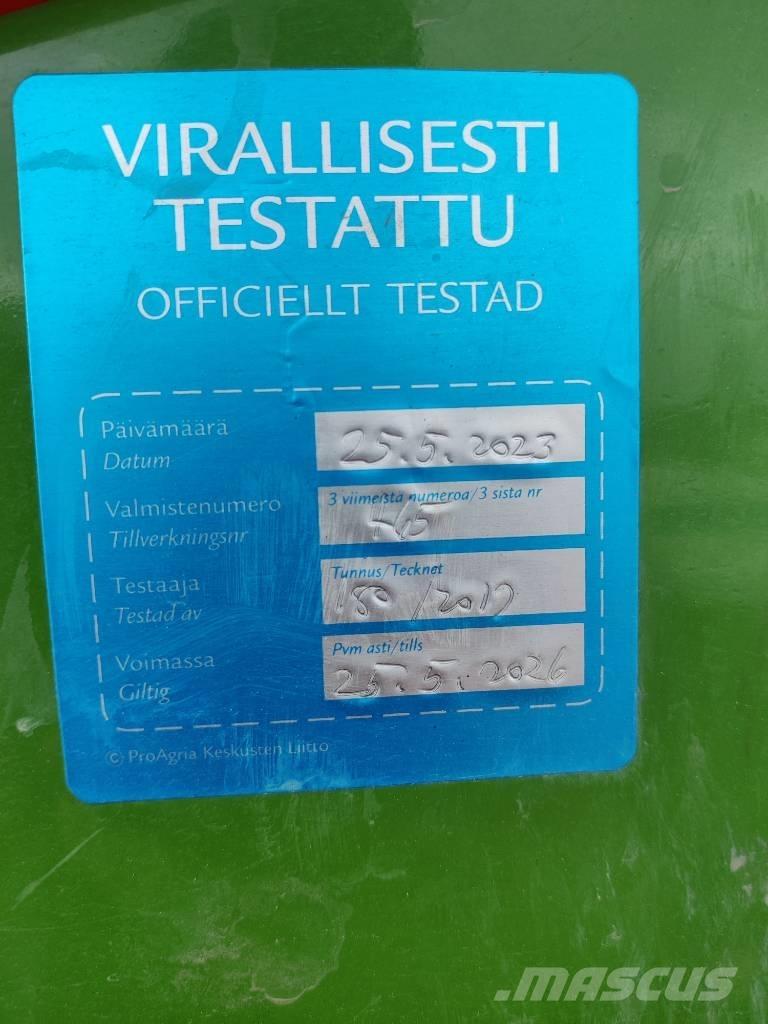 VIRALLISESTI
TESTATTU
OFFICIELLT TESTAD
Päivämäärä
Datum
25.5.2023
Valmistenumero
Tillverkningsnr
3 viimeistä numeroa/3 sista nr
465
Testaaja
Testad av
Tunnus/Tecknet
180/2017
Voimassa
Giltig
Pvm asti/tills
25.5.2026
© ProAgria Keskusten Liitto
.MASCUS